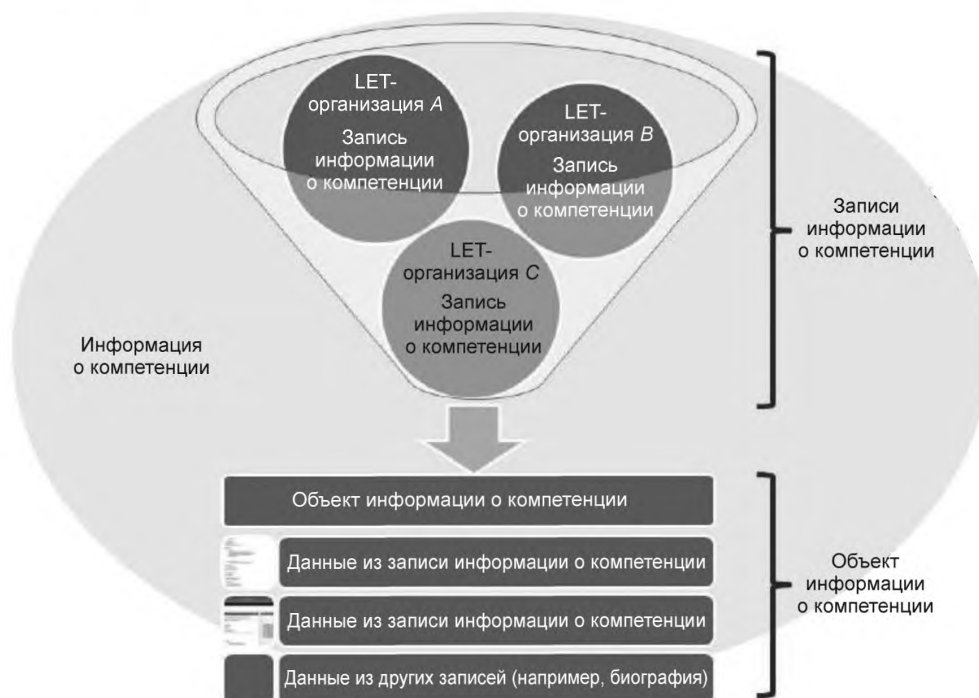 LET-
организация A
Запись
информации
о компетенции
LET-
организация B
Запись
информации
о компетенции
LET-
организация C
Запись
информации
о компетенции
Записи
информации
о компетенции
Информация
о компетенции
Объект информации о компетенции
Данные из записи информации о компетенции
Данные из записи информации о компетенции
Данные из других записей (например, биография)
Объект
информации
о компетенции